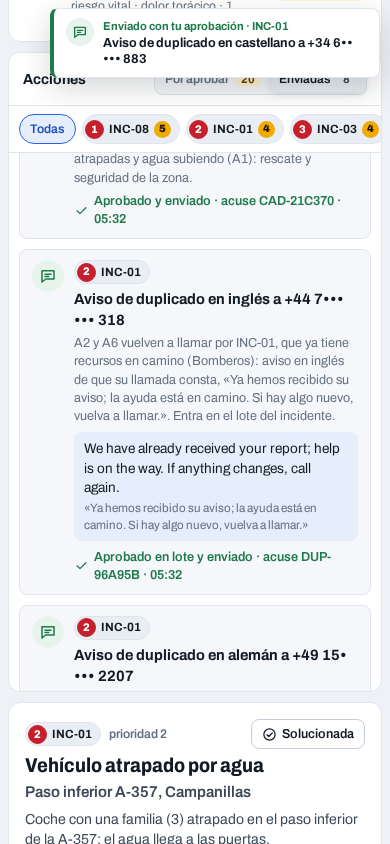 riesgo vital · dolor torácico · 1
Enviado con tu aprobación · INC-01
Aviso de duplicado en castellano a +34 6••
••• 883
Acciones
Por aprobar 20 Enviadas 8
Todas 1 INC-08 5 2 INC-01 4 3 INC-03 4
atrapadas y agua subiendo (A1): rescate y
seguridad de la zona.
Aprobado y enviado · acuse CAD-21C370 ·
05:32
2 INC-01
Aviso de duplicado en inglés a +44 7•••
••• 318
A2 y A6 vuelven a llamar por INC-01, que ya tiene
recursos en camino (Bomberos): aviso en inglés
de que su llamada consta, «Ya hemos recibido su
aviso; la ayuda está en camino. Si hay algo nuevo,
vuelva a llamar.». Entra en el lote del incidente.
We have already received your report; help
is on the way. If anything changes, call
again.
«Ya hemos recibido su aviso; la ayuda está en
camino. Si hay algo nuevo, vuelva a llamar.»
Aprobado en lote y enviado · acuse DUP-
96A95B · 05:32
2 INC-01
Aviso de duplicado en alemán a +49 15•
••• 2207
2 INC-01 prioridad 2 Solucionada
Vehículo atrapado por agua
Paso inferior A-357, Campanillas
Coche con una familia (3) atrapado en el paso inferior
de la A-357; el agua llega a las puertas.